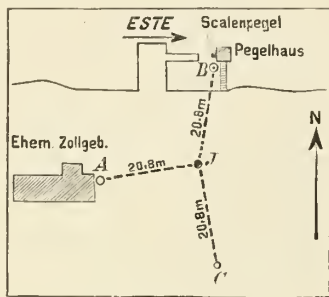 ESTE
Scalenpegel
Pegelhaus
B
Ehem. Zollgeb.
A
20,8m
20,8m
J
N
20,8m
C